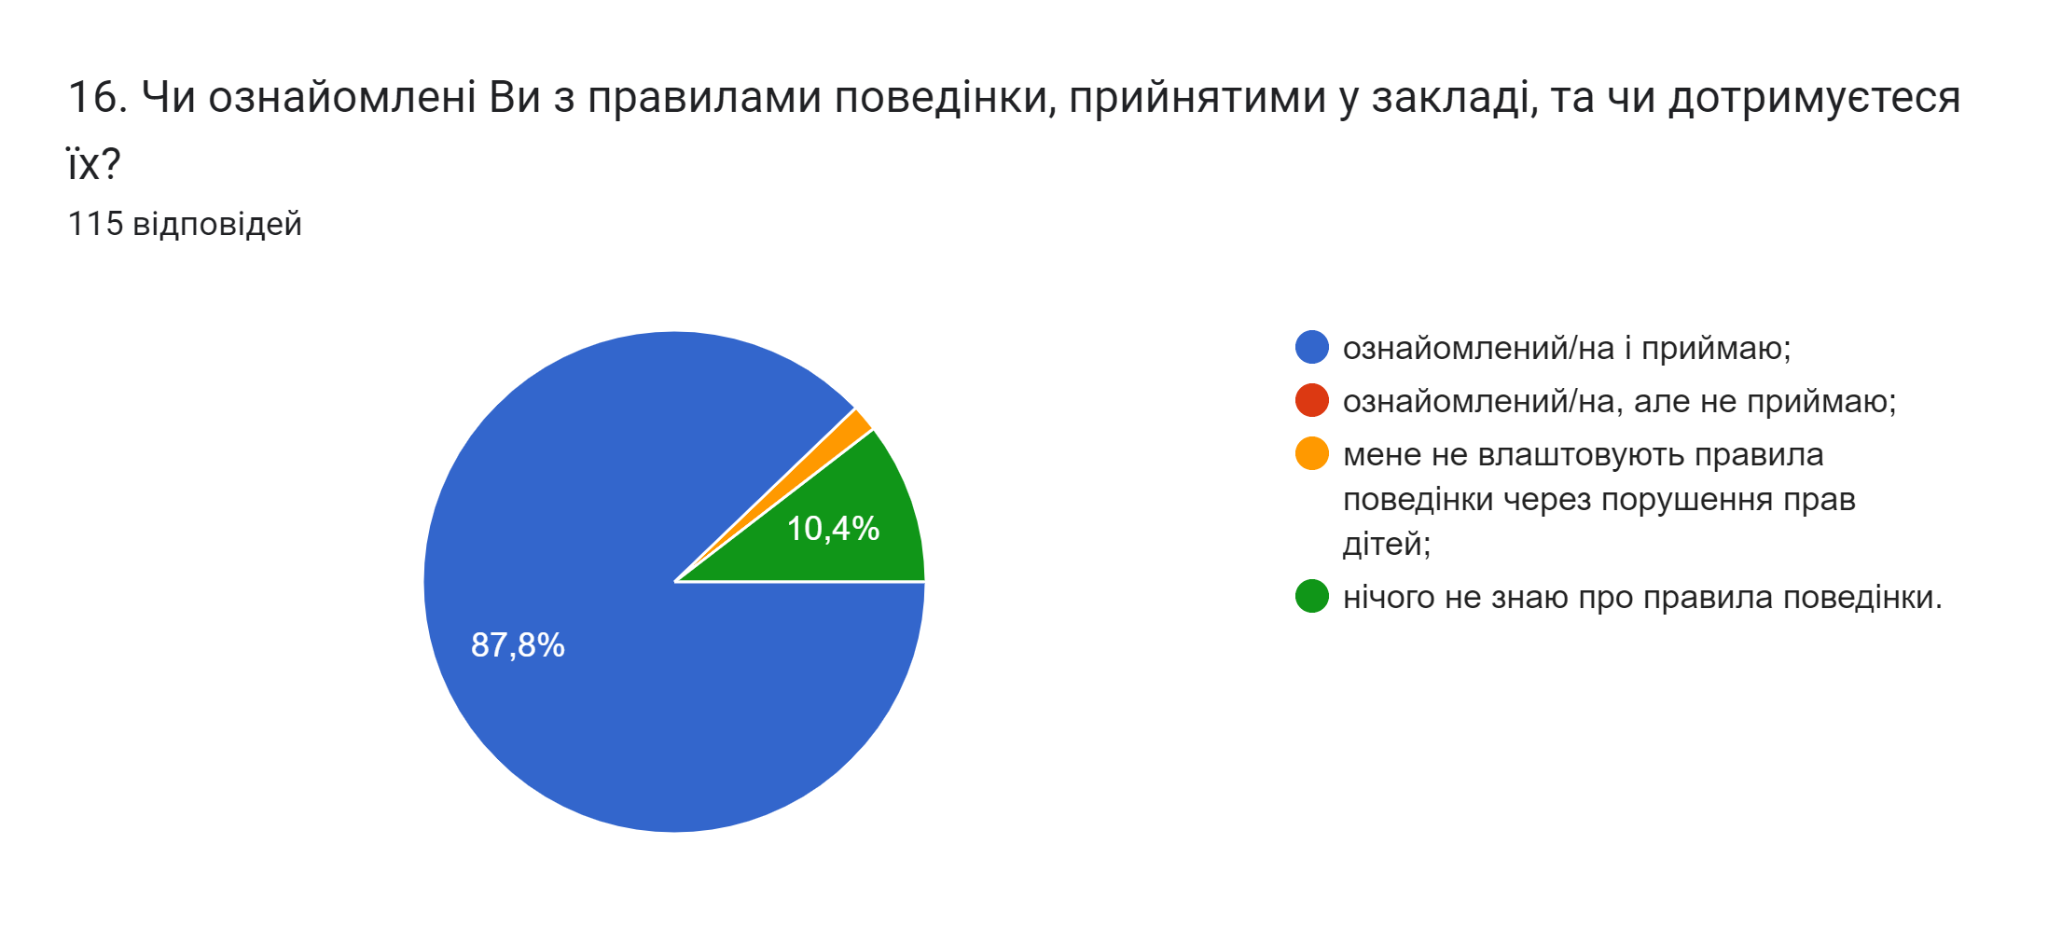 16. Чи ознайомлені Ви з правилами поведінки, прийнятими у закладі, та чи дотримуєтеся
їх?
115 відповідей
ознайомлений/на і приймаю;
ознайомлений/на, але не приймаю;
мене не влаштовують правила
поведінки через порушення прав
дітей;
нічого не знаю про правила поведінки.
10,4%
87,8%